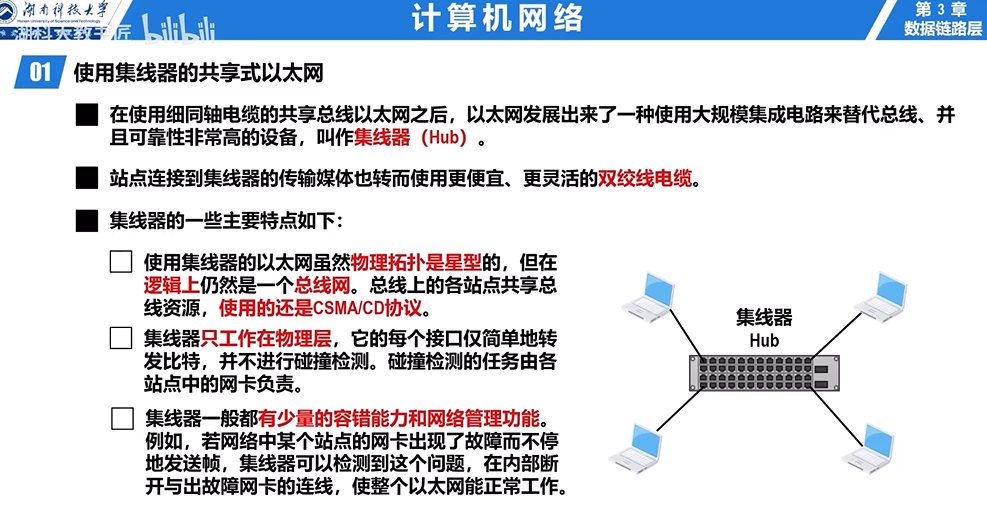 湖南科技大学
Hunan University of Science and Technology
湖科大教书匠 bilibili
计算机网络
第 3 章
数据链路层
01 使用集线器的共享式以太网
在使用细同轴电缆的共享总线以太网之后，以太网发展出来了一种使用大规模集成电路来替代总线、并
且可靠性非常高的设备，叫作集线器（Hub）。
站点连接到集线器的传输媒体也转而使用更便宜、更灵活的双绞线电缆。
集线器的一些主要特点如下：
使用集线器的以太网虽然物理拓扑是星型的，但在
逻辑上仍然是一个总线网。总线上的各站点共享总
线资源，使用的还是CSMA/CD协议。
集线器只工作在物理层，它的每个接口仅简单地转
发比特，并不进行碰撞检测。碰撞检测的任务由各
站点中的网卡负责。
集线器一般都有少量的容错能力和网络管理功能。
例如，若网络中某个站点的网卡出现了故障而不停
地发送帧，集线器可以检测到这个问题，在内部断
开与出故障网卡的连线，使整个以太网能正常工作。
集线器
Hub